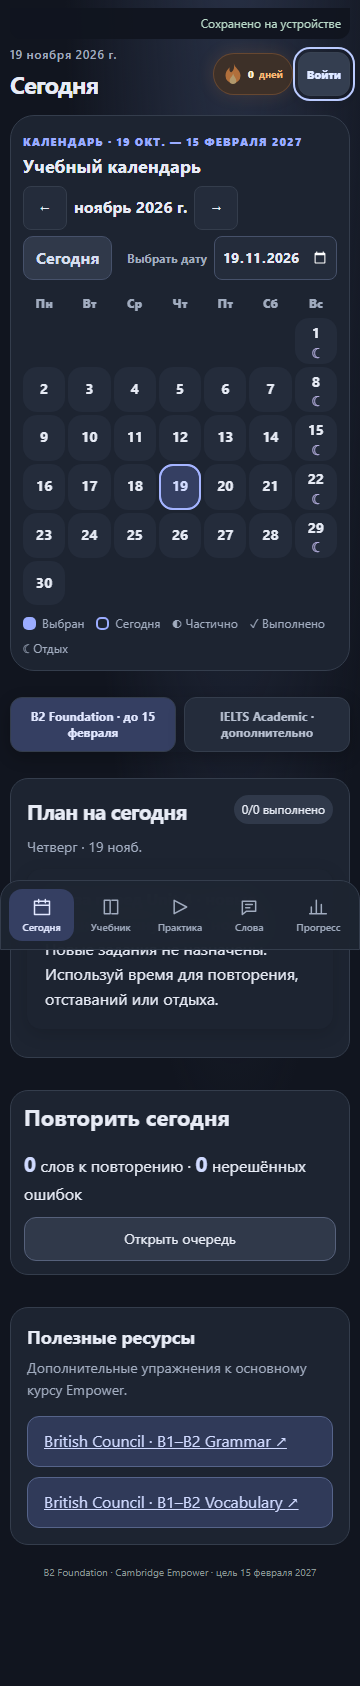 Сохранено на устройстве
19 ноября 2026 г.
Сегодня
0 дней
Войти
КАЛЕНДАРЬ · 19 ОКТ. — 15 ФЕВРАЛЯ 2027
Учебный календарь
← ноябрь 2026 г. →
Сегодня
Выбрать дату
19.11.2026
Пн Вт Ср Чт Пт Сб Вс
1
☾
2 3 4 5 6 7 8
☾
9 10 11 12 13 14 15
☾
16 17 18 19 20 21 22
☾
23 24 25 26 27 28 29
☾
30
Выбран Сегодня ◐ Частично ✓ Выполнено
☾ Отдых
B2 Foundation · до 15
февраля
IELTS Academic ·
дополнительно
План на сегодня
0/0 выполнено
Четверг · 19 нояб.
Сегодня Учебник Практика Слова Прогресс
Новые задания не назначены.
Используй время для повторения,
отставаний или отдыха.
Повторить сегодня
0 слов к повторению · 0 нерешённых
ошибок
Открыть очередь
Полезные ресурсы
Дополнительные упражнения к основному
курсу Empower.
British Council · B1–B2 Grammar ↗
British Council · B1–B2 Vocabulary ↗
B2 Foundation · Cambridge Empower · цель 15 февраля 2027